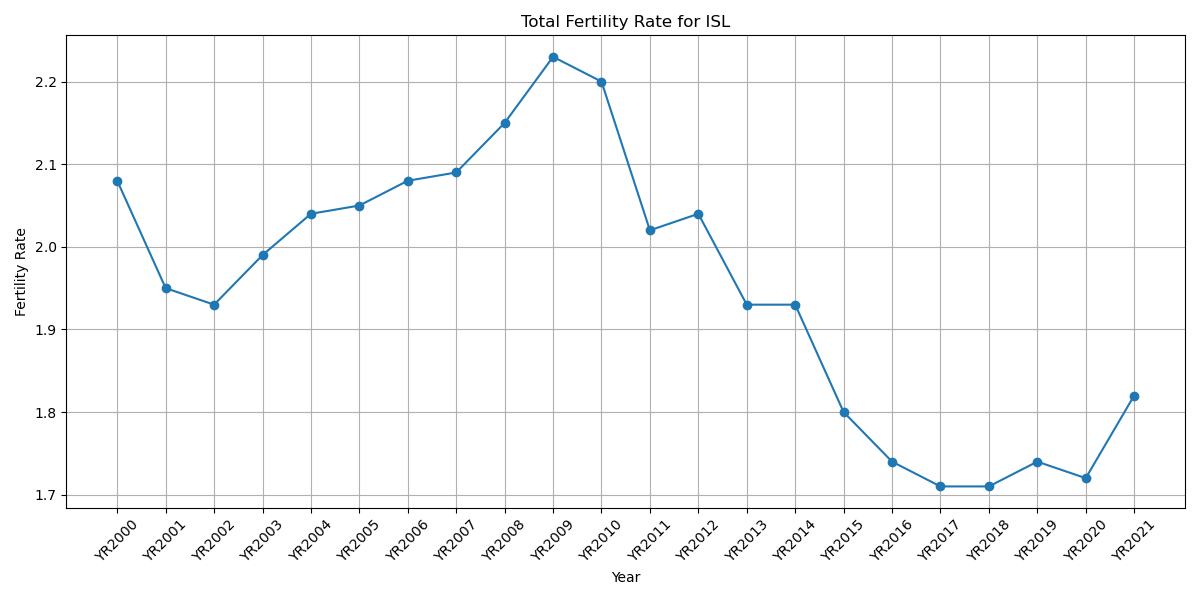 Total Fertility Rate for ISL
Fertility Rate
2.2
2.1
2.0
1.9
1.8
1.7
YR2000
YR2001
YR2002
YR2003
YR2004
YR2005
YR2006
YR2007
YR2008
YR2009
YR2010
YR2011
YR2012
YR2013
YR2014
YR2015
YR2016
YR2017
YR2018
YR2019
YR2020
YR2021
Year